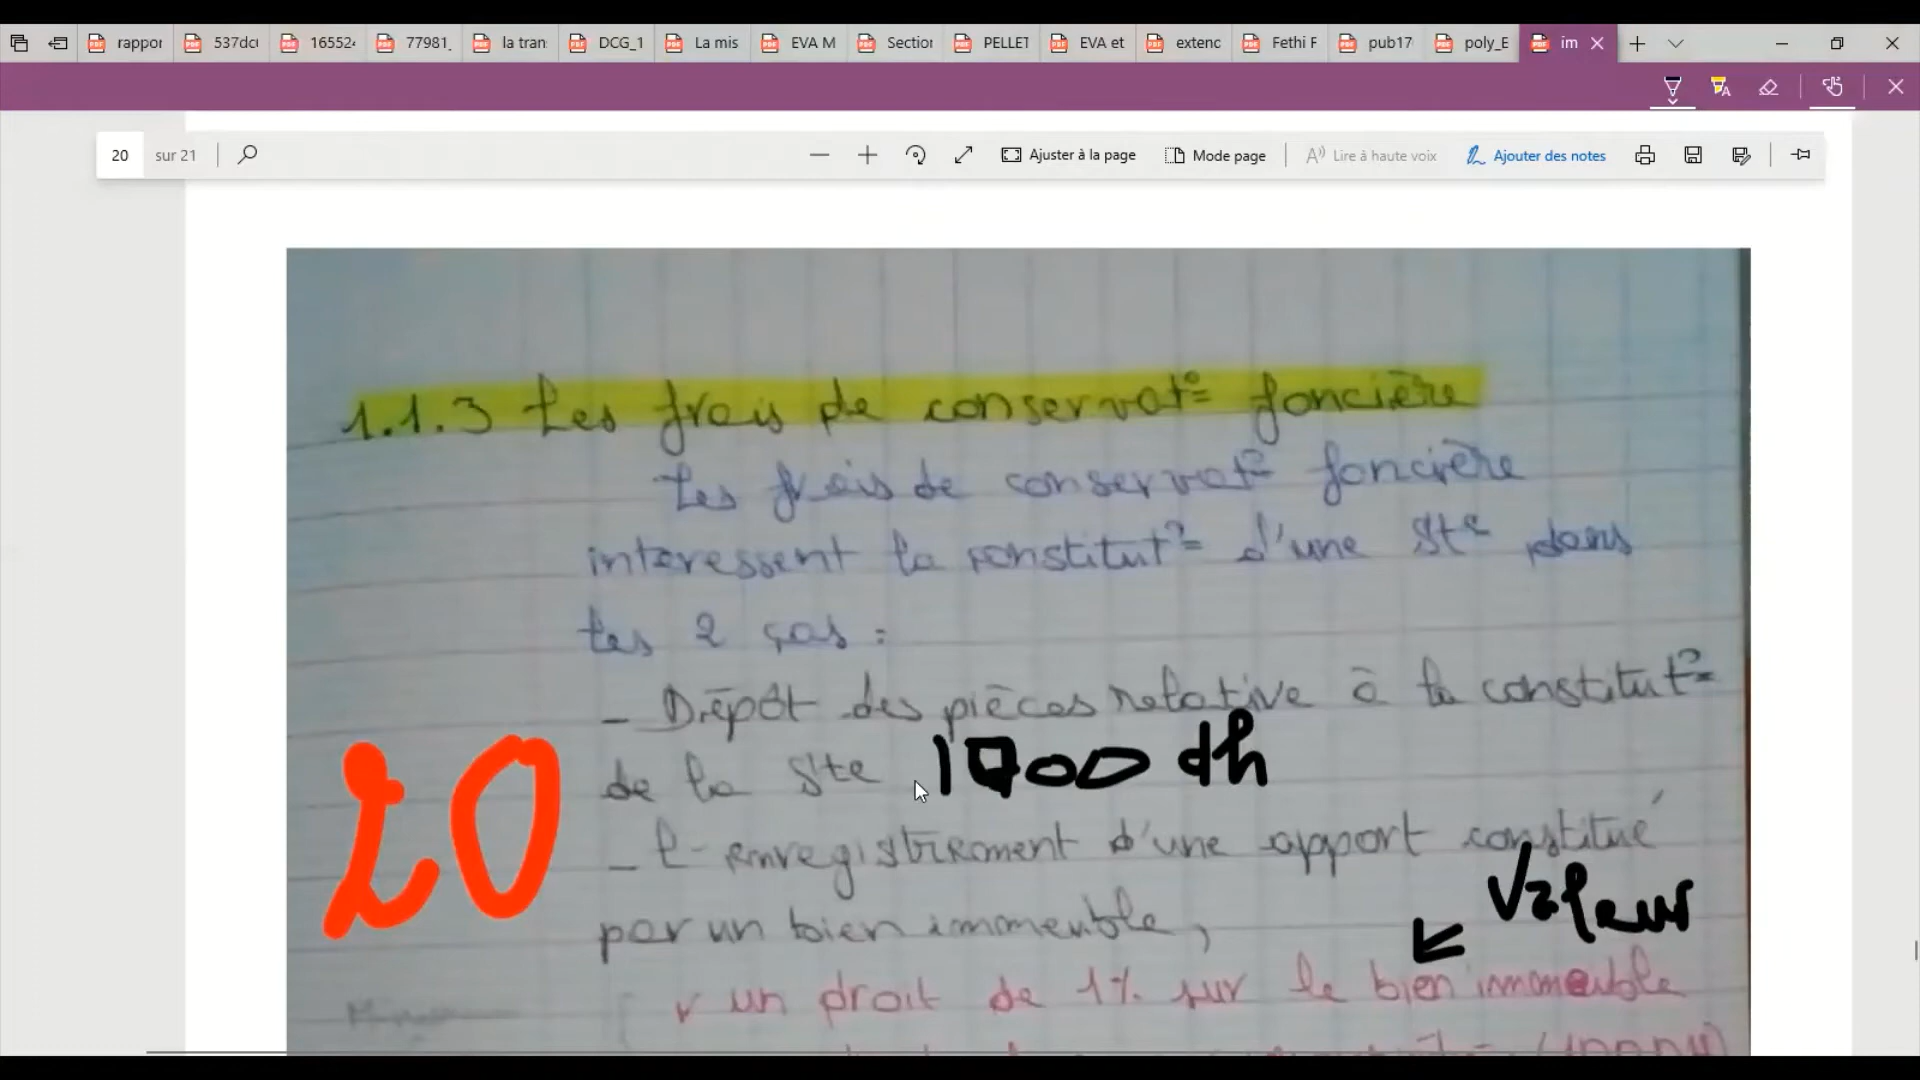 rappor 537dc 16552 77981_ la tran DCG_1 La mis EVA M Section PELLET EVA et extenc Fethi F pub17 poly_E im
20 sur 21 Ajuster à la page Mode page Lire à haute voix Ajouter des notes
1.1.3 Les frais de conservat° foncière
Les frais de conservat° foncière
interessent la constitut° d'une Sté dans
les 2 cas :
- Dépôt des pièces relative à la constitut°
de la Ste 1000 dh
- l'enregistrement d'une apport constitué
Valeur
par un bien immeuble,
20
un droit de 1% sur le bien immeuble